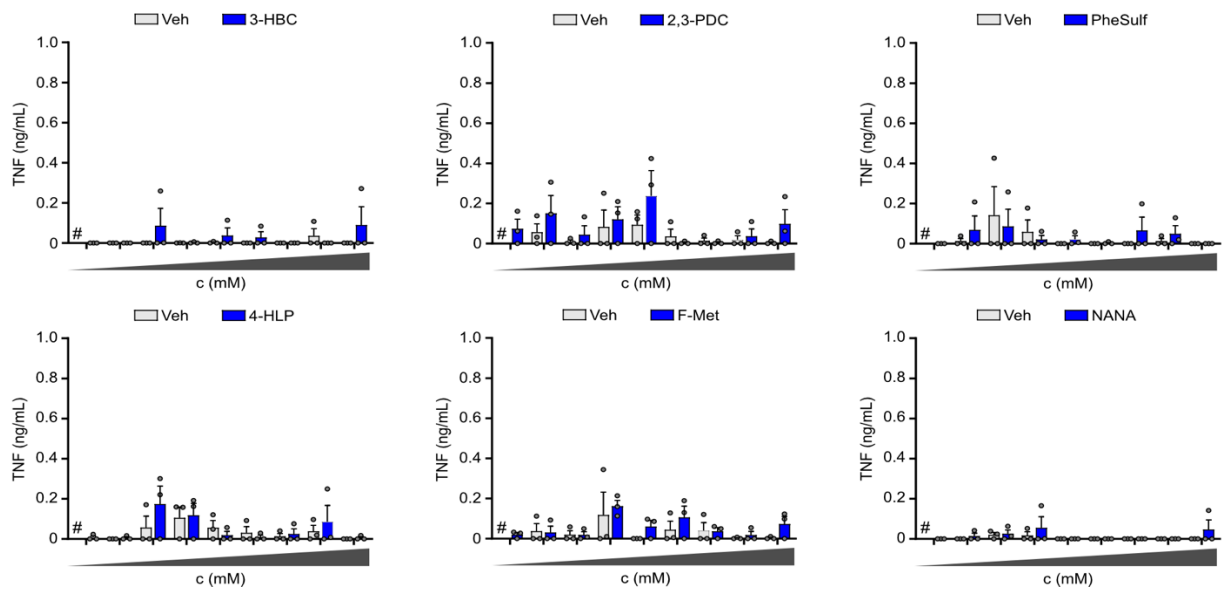 Veh 3-HBC
TNF (ng/mL)
1.0
0.8
0.6
0.4
0.2
0
#
c (mM)
Veh 2,3-PDC
TNF (ng/mL)
1.0
0.8
0.6
0.4
0.2
0
#
c (mM)
Veh PheSulf
TNF (ng/mL)
1.0
0.8
0.6
0.4
0.2
0
#
c (mM)
Veh 4-HLP
TNF (ng/mL)
1.0
0.8
0.6
0.4
0.2
0
#
c (mM)
Veh F-Met
TNF (ng/mL)
1.0
0.8
0.6
0.4
0.2
0
#
c (mM)
Veh NANA
TNF (ng/mL)
1.0
0.8
0.6
0.4
0.2
0
#
c (mM)